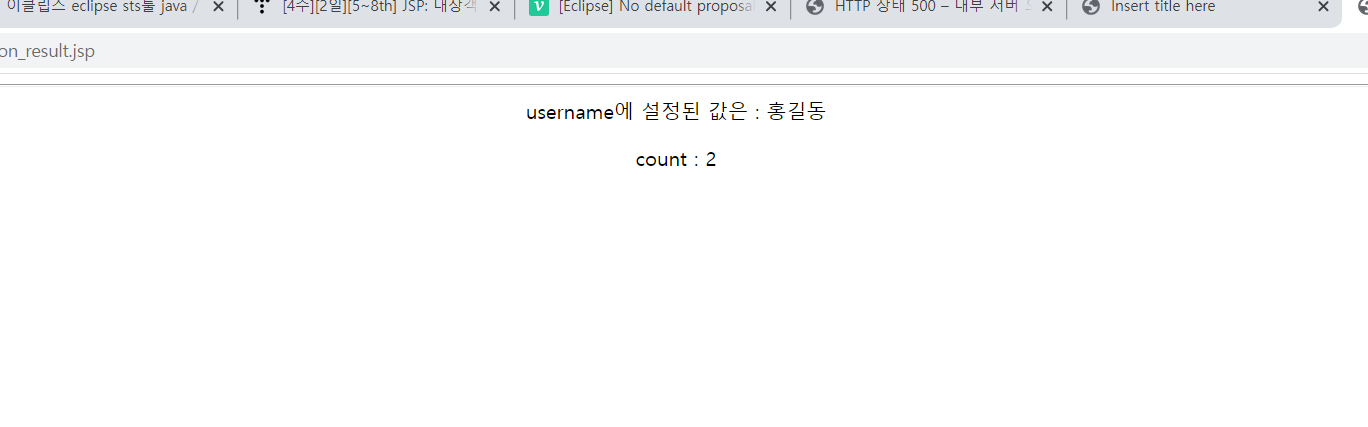 이클립스 eclipse sts툴 java /
[4수][2일][5~8th] JSP: 내장객
[Eclipse] No default proposa
HTTP 상태 500 – 내부 서버
Insert title here
on_result.jsp
username에 설정된 값은 : 홍길동
count : 2